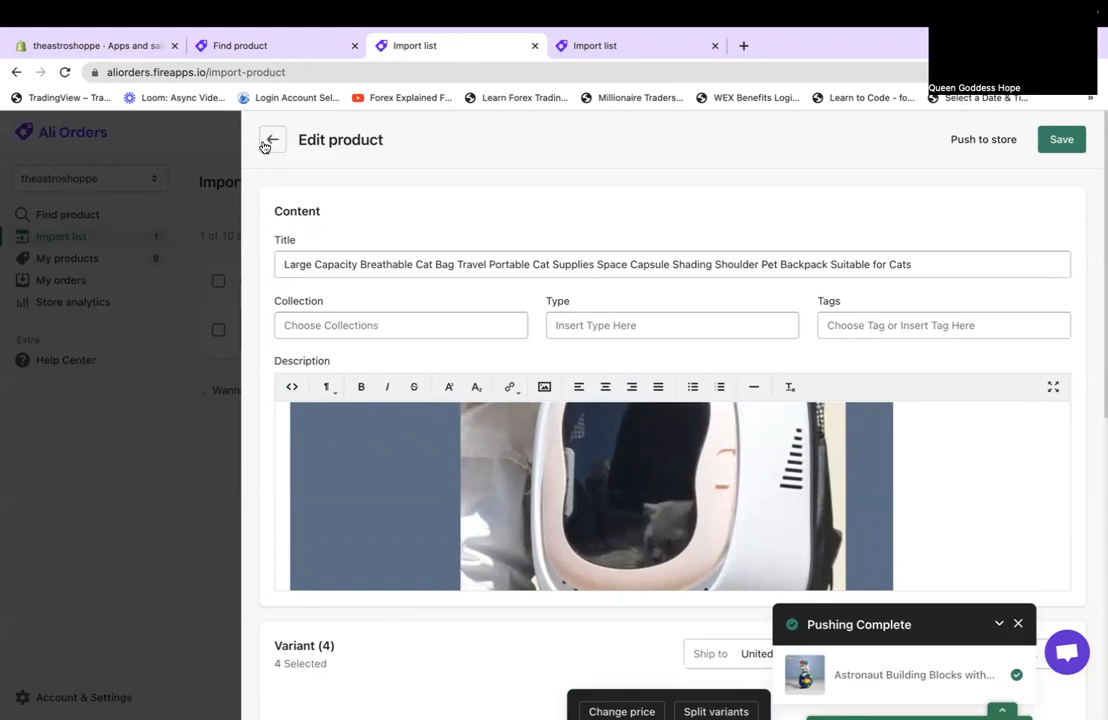 theastroshoppe · Apps and sal
Find product
Import list
Import list
aliorders.fireapps.io/import-product
Queen Goddess Hope
TradingView – Tra...
Loom: Async Vide...
Login Account Sel...
Forex Explained F...
Learn Forex Tradin...
Millionaire Traders...
WEX Benefits Logi...
Learn to Code - fo...
Select a Date & Ti...
»
Ali Orders
Edit product
Push to store
Save
theastroshoppe
Impor
Find product
Import list 1
My products 8
My orders
Store analytics
Extra
Help Center
1 of 10 p
Wanna
Account & Settings
Content
Title
Large Capacity Breathable Cat Bag Travel Portable Cat Supplies Space Capsule Shading Shoulder Pet Backpack Suitable for Cats
Collection Type Tags
Choose Collections Insert Type Here Choose Tag or Insert Tag Here
Description
Variant (4)
4 Selected
Ship to United
Pushing Complete
Astronaut Building Blocks with...
Change price Split variants